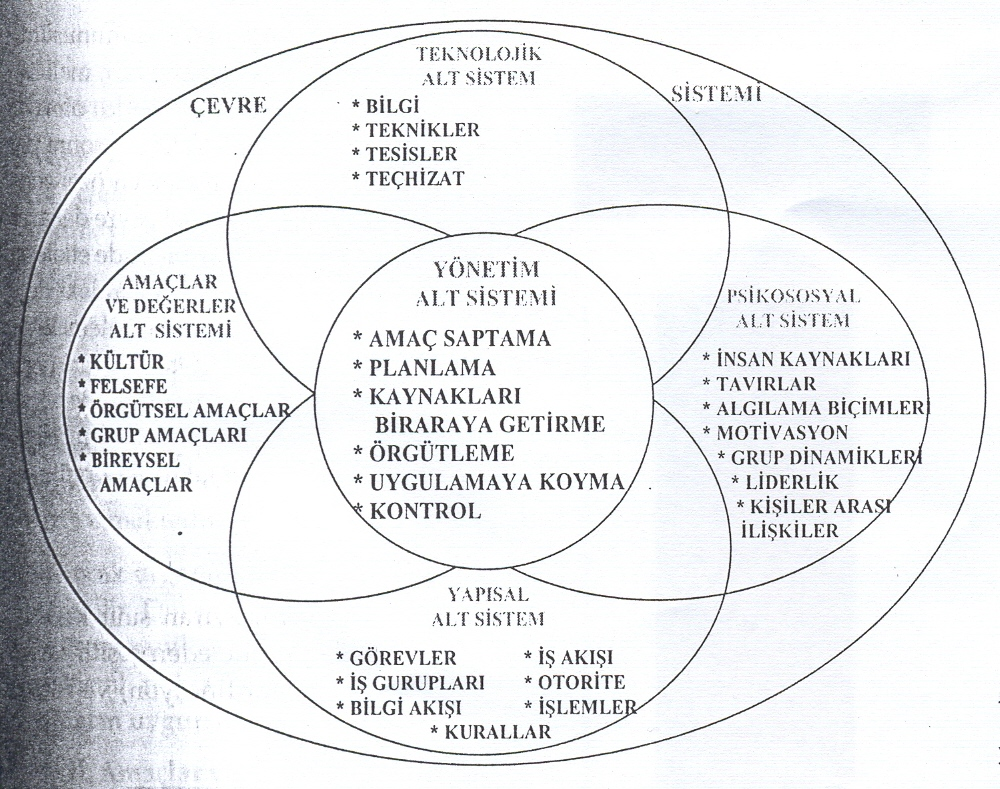 TEKNOLOJİK
ALT SİSTEM
ÇEVRE
SİSTEMİ
* BİLGİ
* TEKNİKLER
* TESİSLER
* TEÇHİZAT
AMAÇLAR
VE DEĞERLER
ALT SİSTEMİ
* KÜLTÜR
* FELSEFE
* ÖRGÜTSEL AMAÇLAR
* GRUP AMAÇLARI
* BİREYSEL
AMAÇLAR
YÖNETİM
ALT SİSTEMİ
* AMAÇ SAPTAMA
* PLANLAMA
* KAYNAKLARI
BİRARAYA GETİRME
* ÖRGÜTLEME
* UYGULAMAYA KOYMA
* KONTROL
PSİKOSOSYAL
ALT SİSTEM
* İNSAN KAYNAKLARI
* TAVIRLAR
* ALGILAMA BİÇİMLERİ
* MOTİVASYON
* GRUP DİNAMİKLERİ
* LİDERLİK
* KİŞİLER ARASI
İLİŞKİLER
YAPISAL
ALT SİSTEM
* GÖREVLER
* İŞ GURUPLARI
* BİLGİ AKIŞI
* İŞ AKIŞI
* OTORİTE
* İŞLEMLER
* KURALLAR